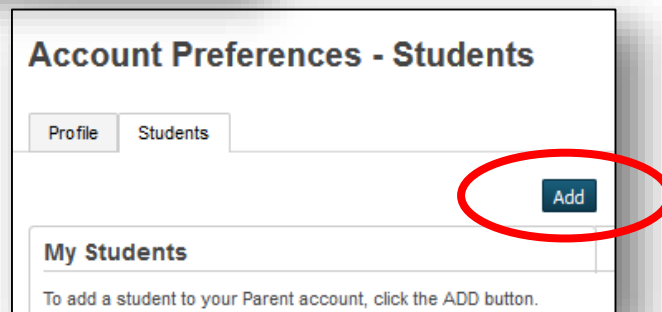 Account Preferences - Students
Profile Students
Add
My Students
To add a student to your Parent account, click the ADD button.